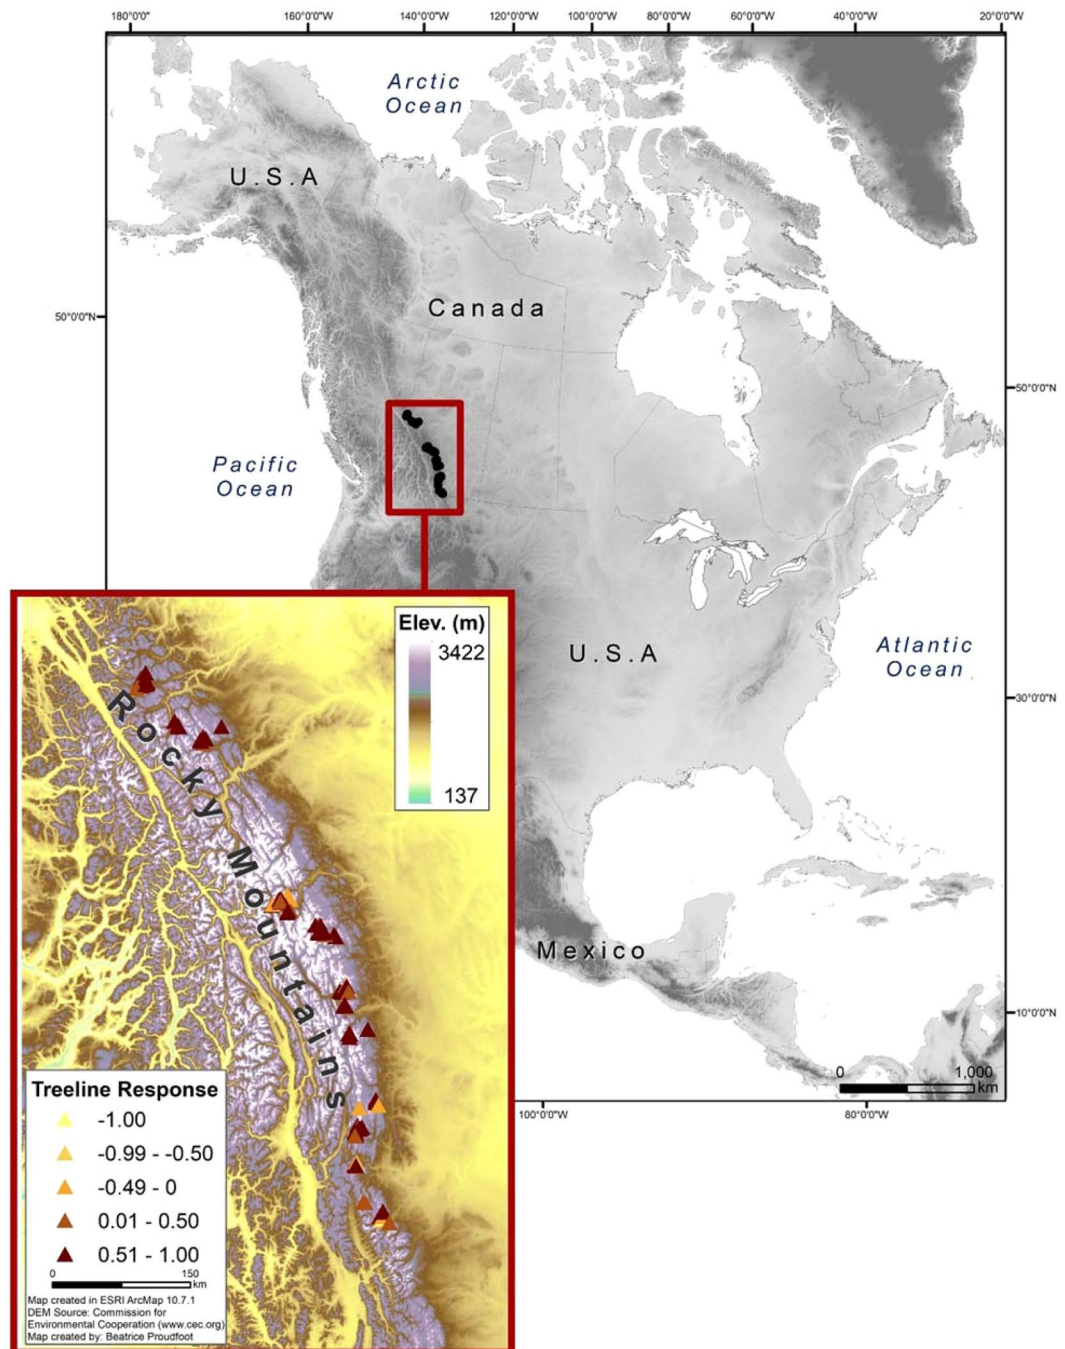 180°0'0"
160°0'0"W
140°0'0"W
120°0'0"W
100°0'0"W
80°0'0"W
60°0'0"W
40°0'0"W
20°0'0"W
Arctic
Ocean
U.S.A
Canada
50°0'0"N
50°0'0"N
Pacific
Ocean
U.S.A
Atlantic
Ocean
30°0'0"N
Mexico
10°0'0"N
0 1,000
km
100°0'0"W
80°0'0"W
Elev. (m)
3422
137
Rocky Mountains
Treeline Response
-1.00
-0.99 - -0.50
-0.49 - 0
0.01 - 0.50
0.51 - 1.00
0 150
km
Map created in ESRI ArcMap 10.7.1
DEM Source: Commission for
Environmental Cooperation (www.cec.org)
Map created by: Beatrice Proudfoot